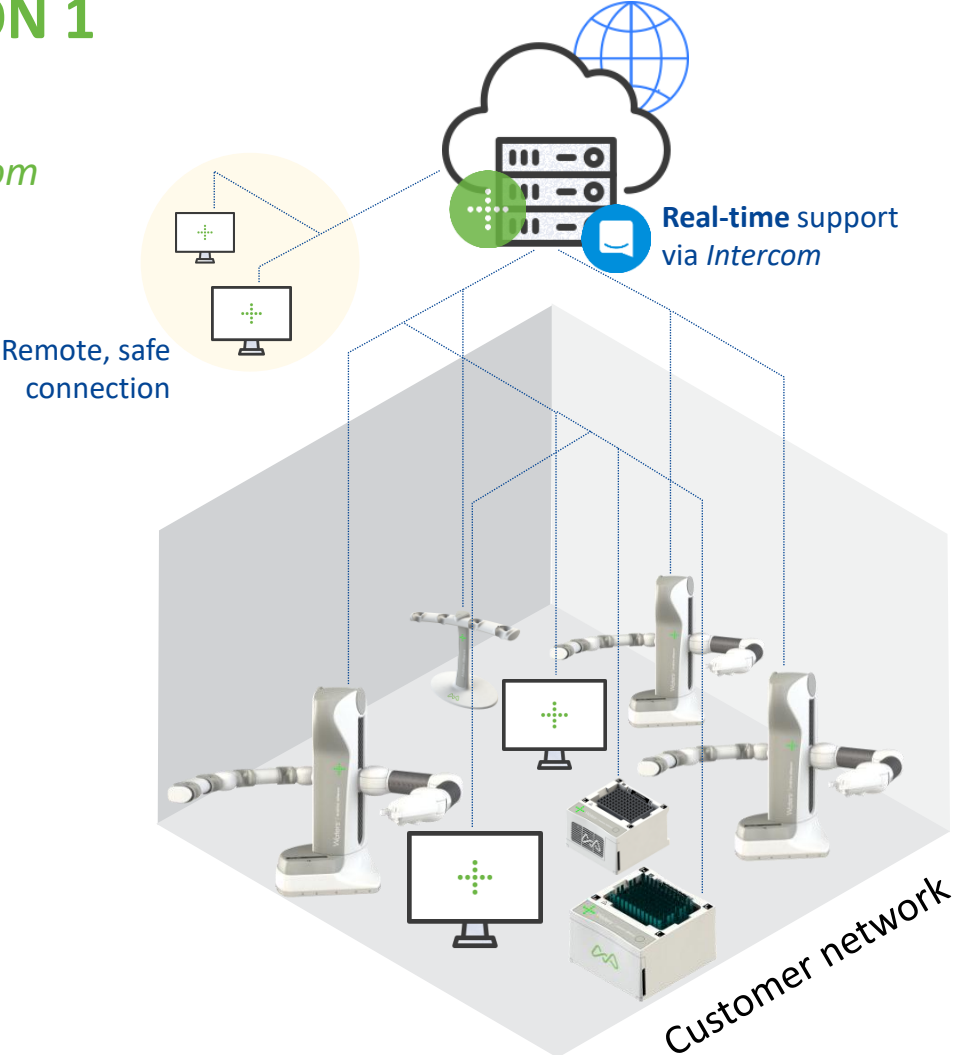 ON 1
om
Real-time support
via Intercom
Remote, safe
connection
Customer network